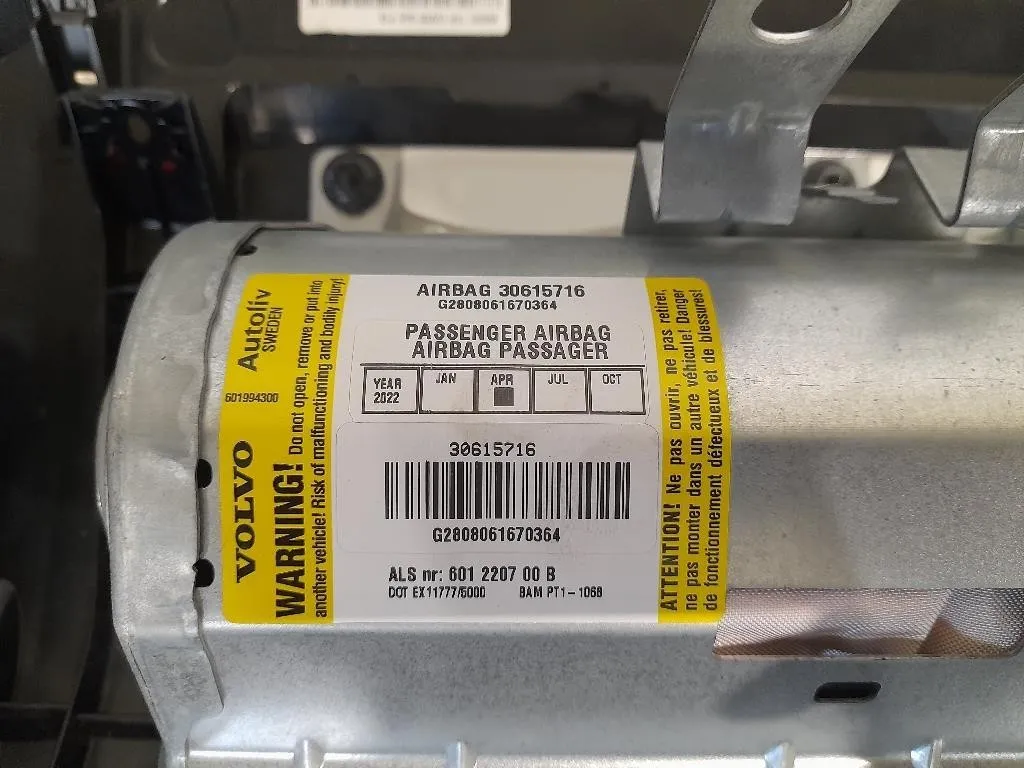 AIRBAG 30615716
G2808061670364
PASSENGER AIRBAG
AIRBAG PASSAGER
YEAR 2022 JAN APR JUL OCT
30615716
G2808061670364
ALS nr: 601 2207 00 B
DOT EX11777/5000 BAM PT1-1068
VOLVO
601994300
Autoliv
SWEDEN
WARNING! Do not open, remove or put into
another vehicle! Risk of malfunctioning and bodily injury!
ATTENTION! Ne pas ouvrir, ne pas retirer,
ne pas monter dans un autre véhicule! Danger
de fonctionnement défectueux et de blessures!